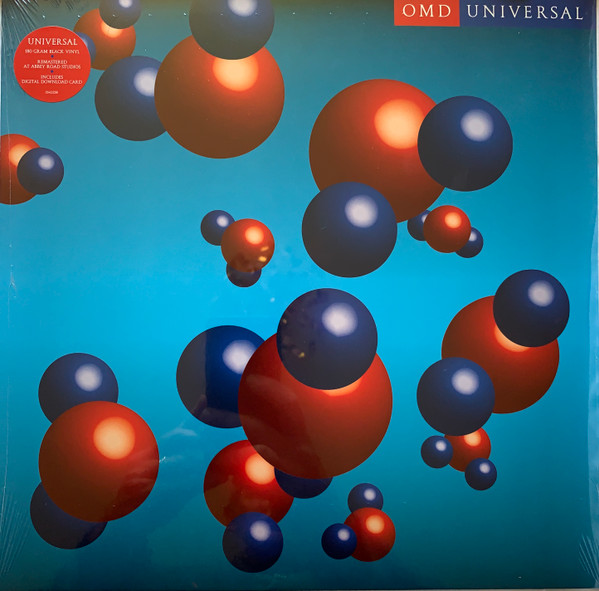 OMD UNIVERSAL
UNIVERSAL
180 GRAM BLACK VINYL
REMASTERED
AT ABBEY ROAD STUDIOS
INCLUDES
DIGITAL DOWNLOAD CARD